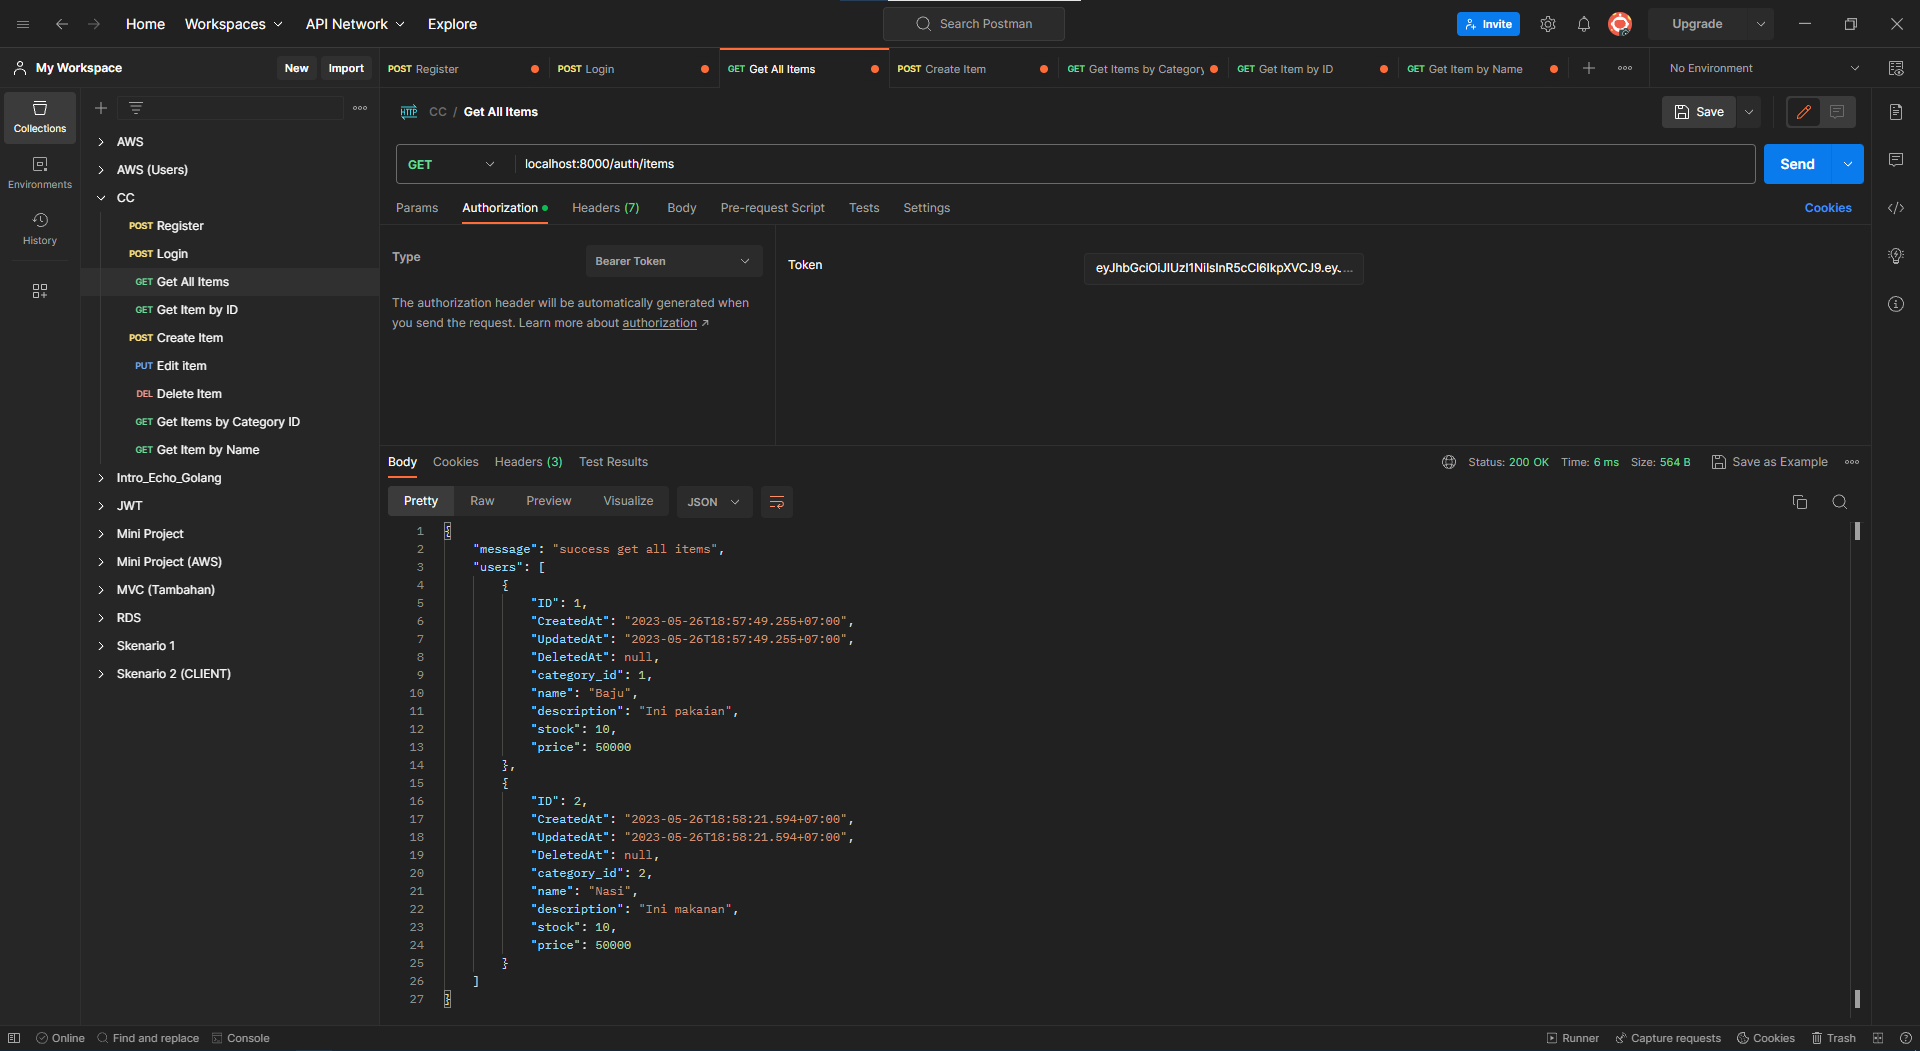 Home Workspaces API Network Explore Search Postman Invite Upgrade
My Workspace New Import
POST Register POST Login GET Get All Items POST Create Item GET Get Items by Category GET Get Item by ID GET Get Item by Name No Environment
Collections
Environments
History
AWS
AWS (Users)
CC
POST Register
POST Login
GET Get All Items
GET Get Item by ID
POST Create Item
PUT Edit item
DEL Delete Item
GET Get Items by Category ID
GET Get Item by Name
Intro_Echo_Golang
JWT
Mini Project
Mini Project (AWS)
MVC (Tambahan)
RDS
Skenario 1
Skenario 2 (CLIENT)
HTTP CC / Get All Items Save
GET localhost:8000/auth/items Send
Params Authorization Headers (7) Body Pre-request Script Tests Settings Cookies
Type Bearer Token
The authorization header will be automatically generated when
you send the request. Learn more about authorization ↗
Token eyJhbGciOiJIUzI1NiIsInR5cCI6IkpXVCJ9.eyJ...
Body Cookies Headers (3) Test Results Status: 200 OK Time: 6 ms Size: 564 B Save as Example
Pretty Raw Preview Visualize JSON
1 {
2 "message": "success get all items",
3 "users": [
4 {
5 "ID": 1,
6 "CreatedAt": "2023-05-26T18:57:49.255+07:00",
7 "UpdatedAt": "2023-05-26T18:57:49.255+07:00",
8 "DeletedAt": null,
9 "category_id": 1,
10 "name": "Baju",
11 "description": "Ini pakaian",
12 "stock": 10,
13 "price": 50000
14 },
15 {
16 "ID": 2,
17 "CreatedAt": "2023-05-26T18:58:21.594+07:00",
18 "UpdatedAt": "2023-05-26T18:58:21.594+07:00",
19 "DeletedAt": null,
20 "category_id": 2,
21 "name": "Nasi",
22 "description": "Ini makanan",
23 "stock": 10,
24 "price": 50000
25 }
26 ]
27 }
Online Find and replace Console Runner Capture requests Cookies Trash